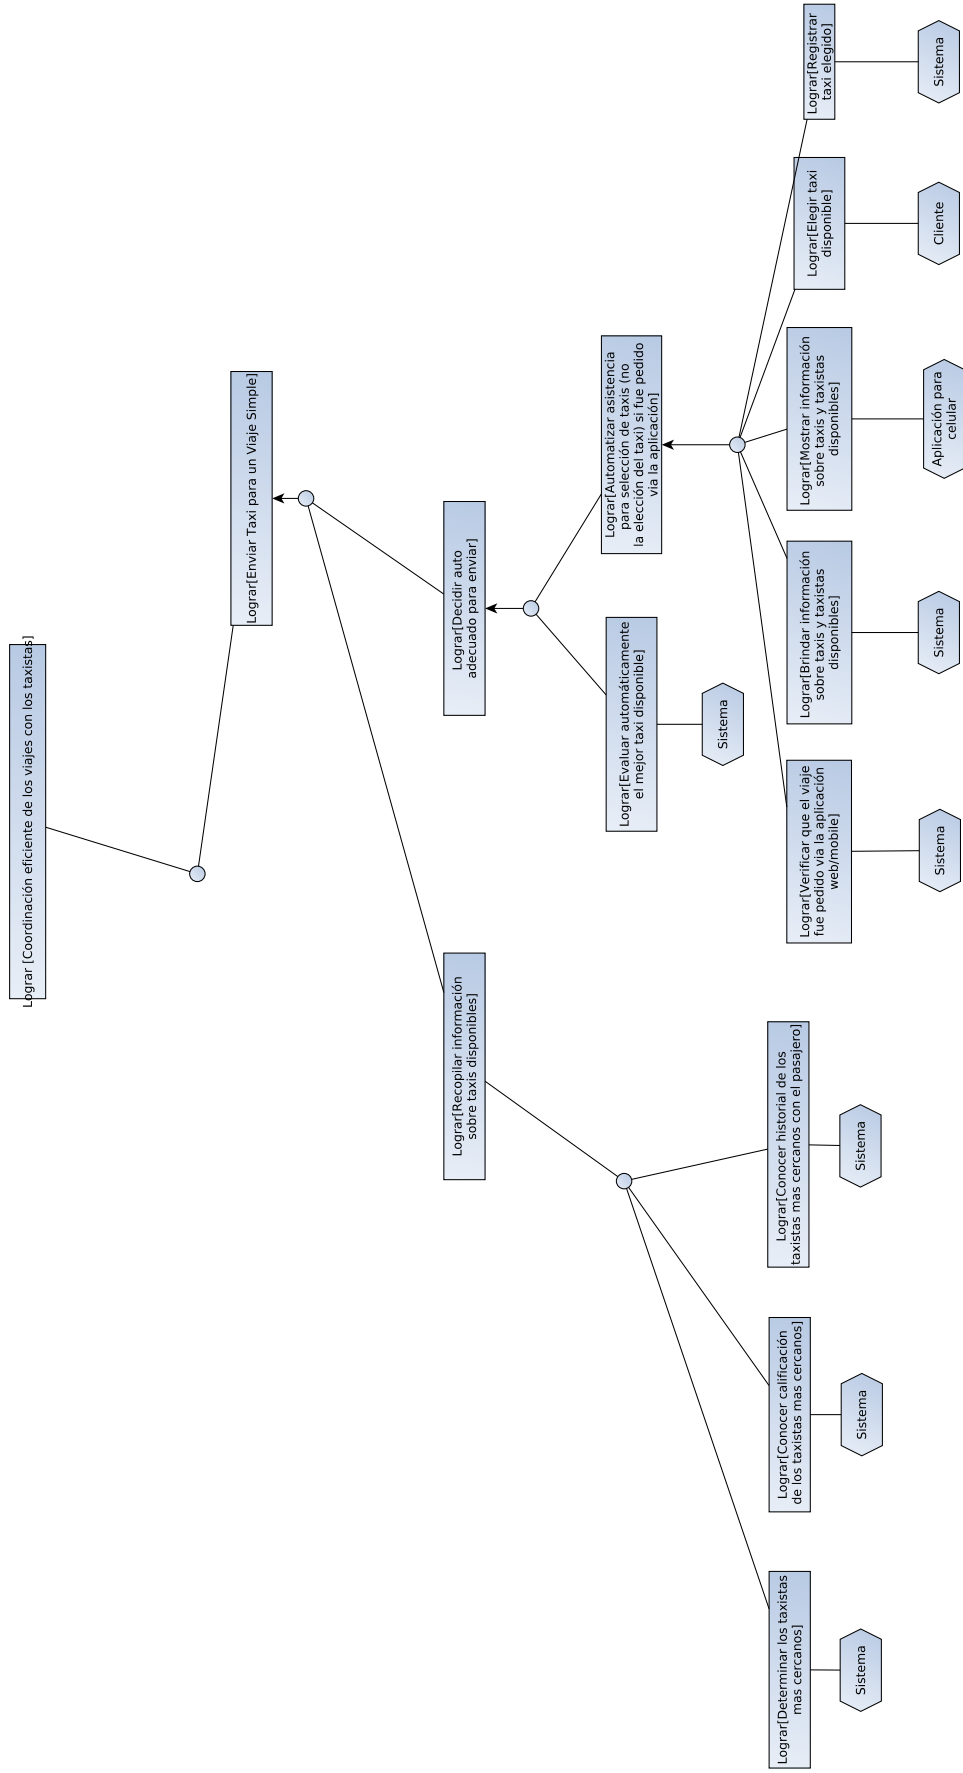 Lograr [Coordinación eficiente de los viajes con los taxistas]
Lograr[Enviar Taxi para un Viaje Simple]
Lograr[Recopilar información
sobre taxis disponibles]
Lograr[Decidir auto
adecuado para enviar]
Lograr[Evaluar automáticamente
el mejor taxi disponible]
Sistema
Lograr[Automatizar asistencia
para selección de taxis (no
la elección del taxi) si fue pedido
via la aplicación]
Lograr[Determinar los taxistas
mas cercanos]
Sistema
Lograr[Conocer calificación
de los taxistas mas cercanos]
Sistema
Lograr[Conocer historial de los
taxistas mas cercanos con el pasajero]
Sistema
Lograr[Verificar que el viaje
fue pedido via la aplicación
web/mobile]
Sistema
Lograr[Brindar información
sobre taxis y taxistas
disponibles]
Sistema
Lograr[Mostrar información
sobre taxis y taxistas
disponibles]
Aplicación para
celular
Lograr[Elegir taxi
disponible]
Cliente
Lograr[Registrar
taxi elegido]
Sistema